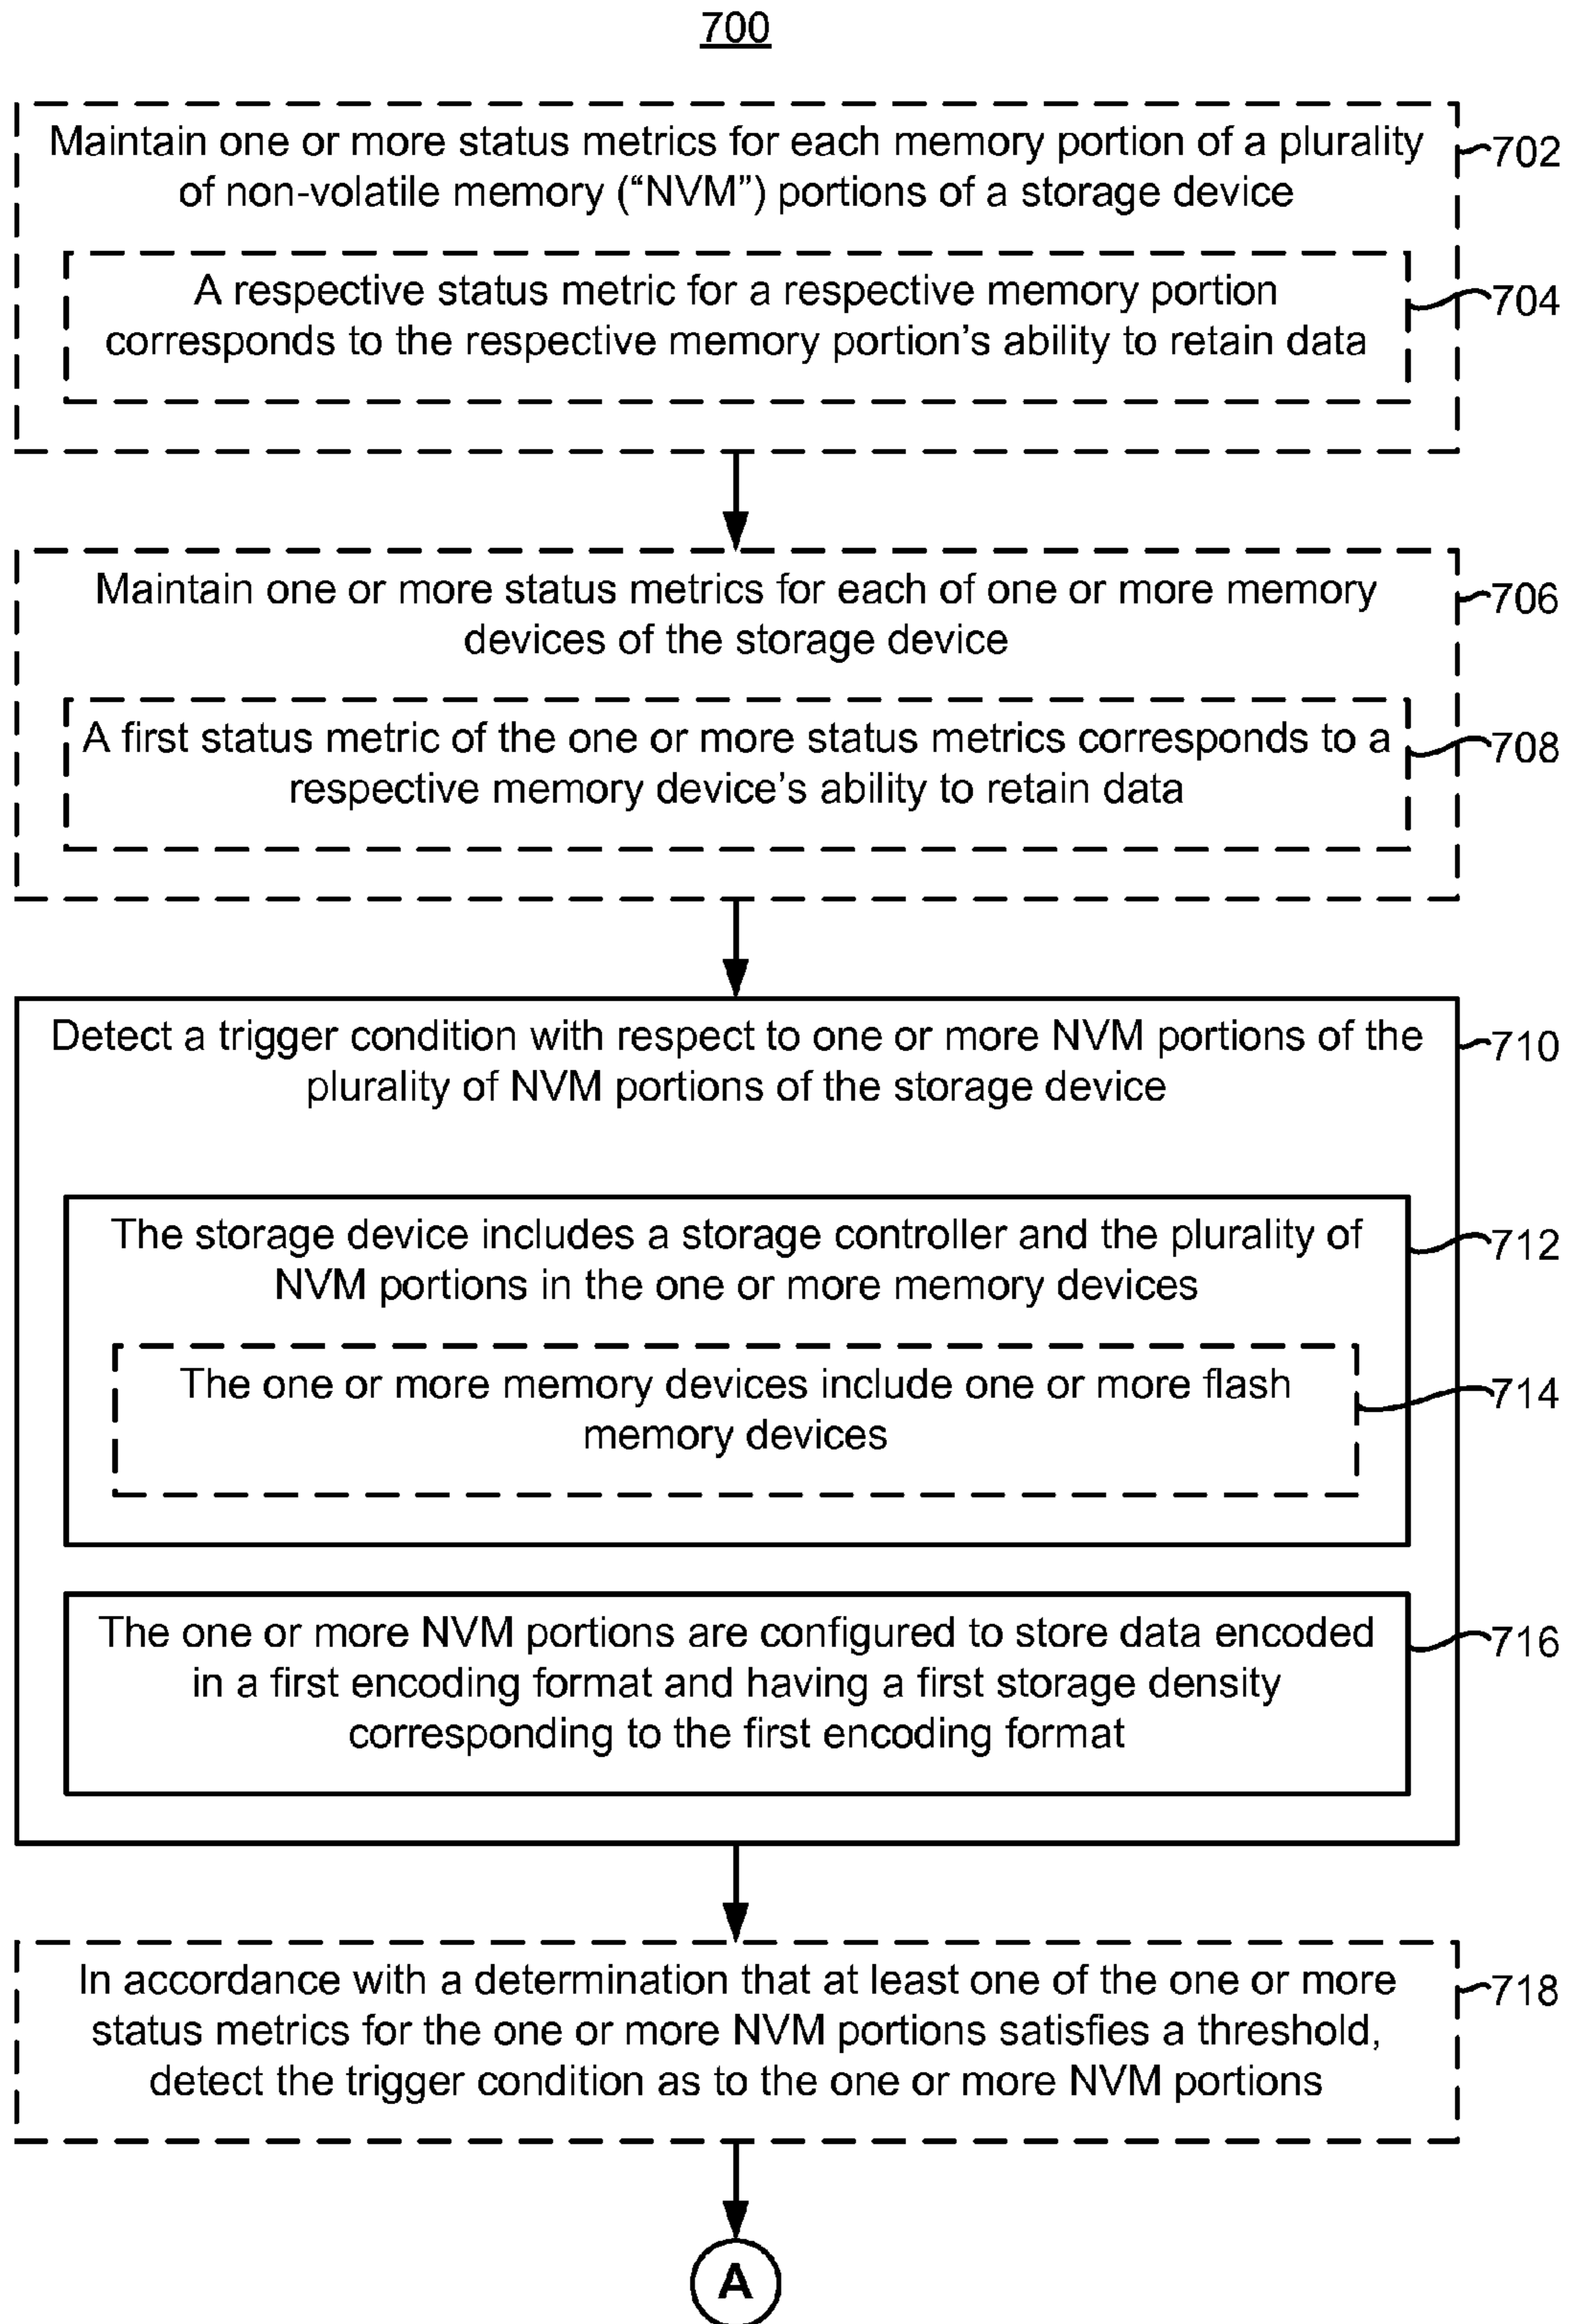 700
Maintain one or more status metrics for each memory portion of a plurality
of non-volatile memory (“NVM”) portions of a storage device
702
A respective status metric for a respective memory portion
corresponds to the respective memory portion’s ability to retain data
704
Maintain one or more status metrics for each of one or more memory
devices of the storage device
706
A first status metric of the one or more status metrics corresponds to a
respective memory device’s ability to retain data
708
Detect a trigger condition with respect to one or more NVM portions of the
plurality of NVM portions of the storage device
710
The storage device includes a storage controller and the plurality of
NVM portions in the one or more memory devices
712
The one or more memory devices include one or more flash
memory devices
714
The one or more NVM portions are configured to store data encoded
in a first encoding format and having a first storage density
corresponding to the first encoding format
716
In accordance with a determination that at least one of the one or more
status metrics for the one or more NVM portions satisfies a threshold,
detect the trigger condition as to the one or more NVM portions
718
A